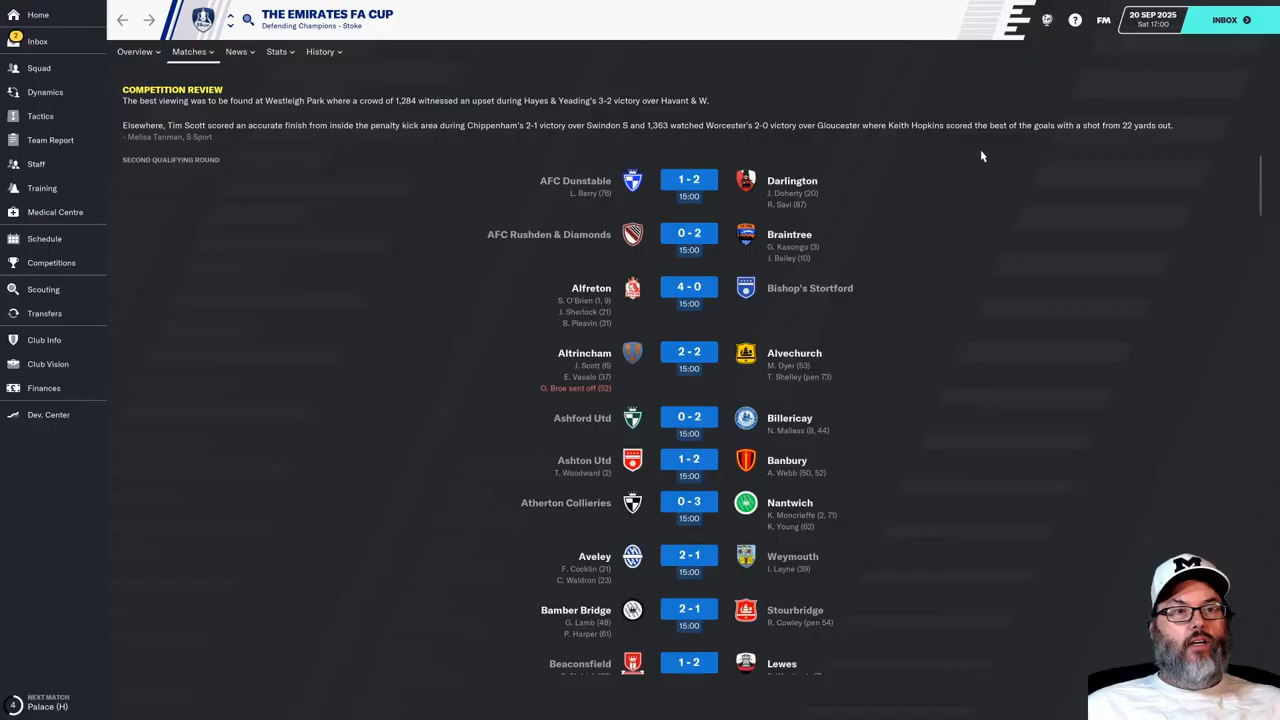 Home
2
Inbox
Squad
Dynamics
Tactics
Team Report
Staff
Training
Medical Centre
Schedule
Competitions
Scouting
Transfers
Club Info
Club Vision
Finances
Dev. Center
4
NEXT MATCH
Palace (H)
THE EMIRATES FA CUP
Defending Champions - Stoke
FM
20 SEP 2025
Sat 17:00
INBOX
Overview
Matches
News
Stats
History
COMPETITION REVIEW
The best viewing was to be found at Westleigh Park where a crowd of 1,284 witnessed an upset during Hayes & Yeading's 3-2 victory over Havant & W.
Elsewhere, Tim Scott scored an accurate finish from inside the penalty kick area during Chippenham's 2-1 victory over Swindon S and 1,363 watched Worcester's 2-0 victory over Gloucester where Keith Hopkins scored the best of the goals with a shot from 22 yards out.
- Melisa Tanman, S Sport
SECOND QUALIFYING ROUND
AFC Dunstable 1 - 2 Darlington
L. Berry (76) 15:00 J. Doherty (20)
R. Savi (87)
AFC Rushden & Diamonds 0 - 2 Braintree
15:00 G. Kasongo (3)
J. Bailey (10)
Alfreton 4 - 0 Bishop's Stortford
S. O'Brien (1, 9) 15:00
J. Sherlock (21)
B. Pleavin (31)
Altrincham 2 - 2 Alvechurch
J. Scott (6) 15:00 M. Dyer (53)
E. Vasalo (37) T. Shelley (pen 73)
O. Broe sent off (52)
Ashford Utd 0 - 2 Billericay
15:00 N. Mallass (8, 44)
Ashton Utd 1 - 2 Banbury
T. Woodward (2) 15:00 A. Webb (50, 52)
Atherton Collieries 0 - 3 Nantwich
15:00 K. Moncrieffe (2, 71)
K. Young (62)
Aveley 2 - 1 Weymouth
F. Cocklin (21) 15:00 I. Layne (39)
C. Waldron (23)
Bamber Bridge 2 - 1 Stourbridge
G. Lamb (48) 15:00 R. Cowley (pen 54)
P. Harper (61)
Beaconsfield 1 - 2 Lewes
M